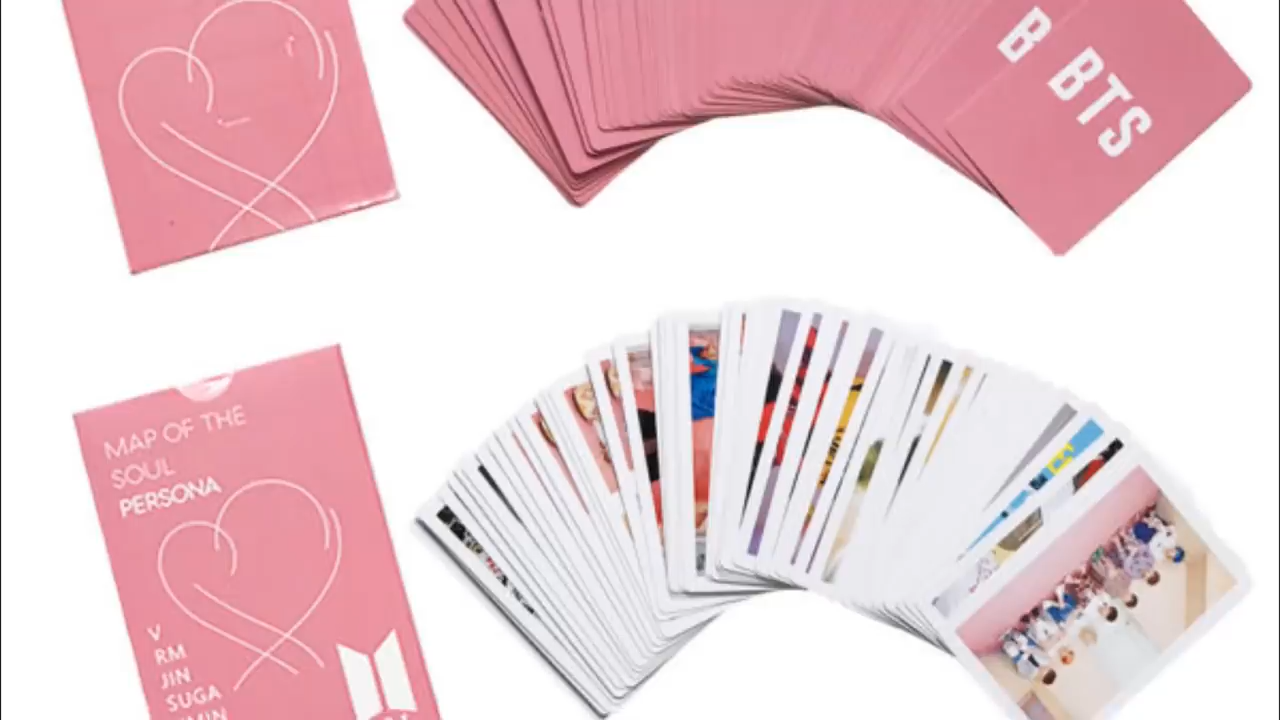 B BTS
MAP OF THE
SOUL
PERSONA
V
RM
JIN
SUGA